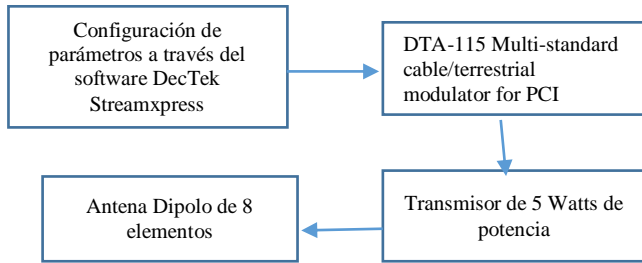 Configuración de
parámetros a través del
software DecTek
Streamxpress
DTA-115 Multi-standard
cable/terrestrial
modulator for PCI
Transmisor de 5 Watts de
potencia
Antena Dipolo de 8
elementos